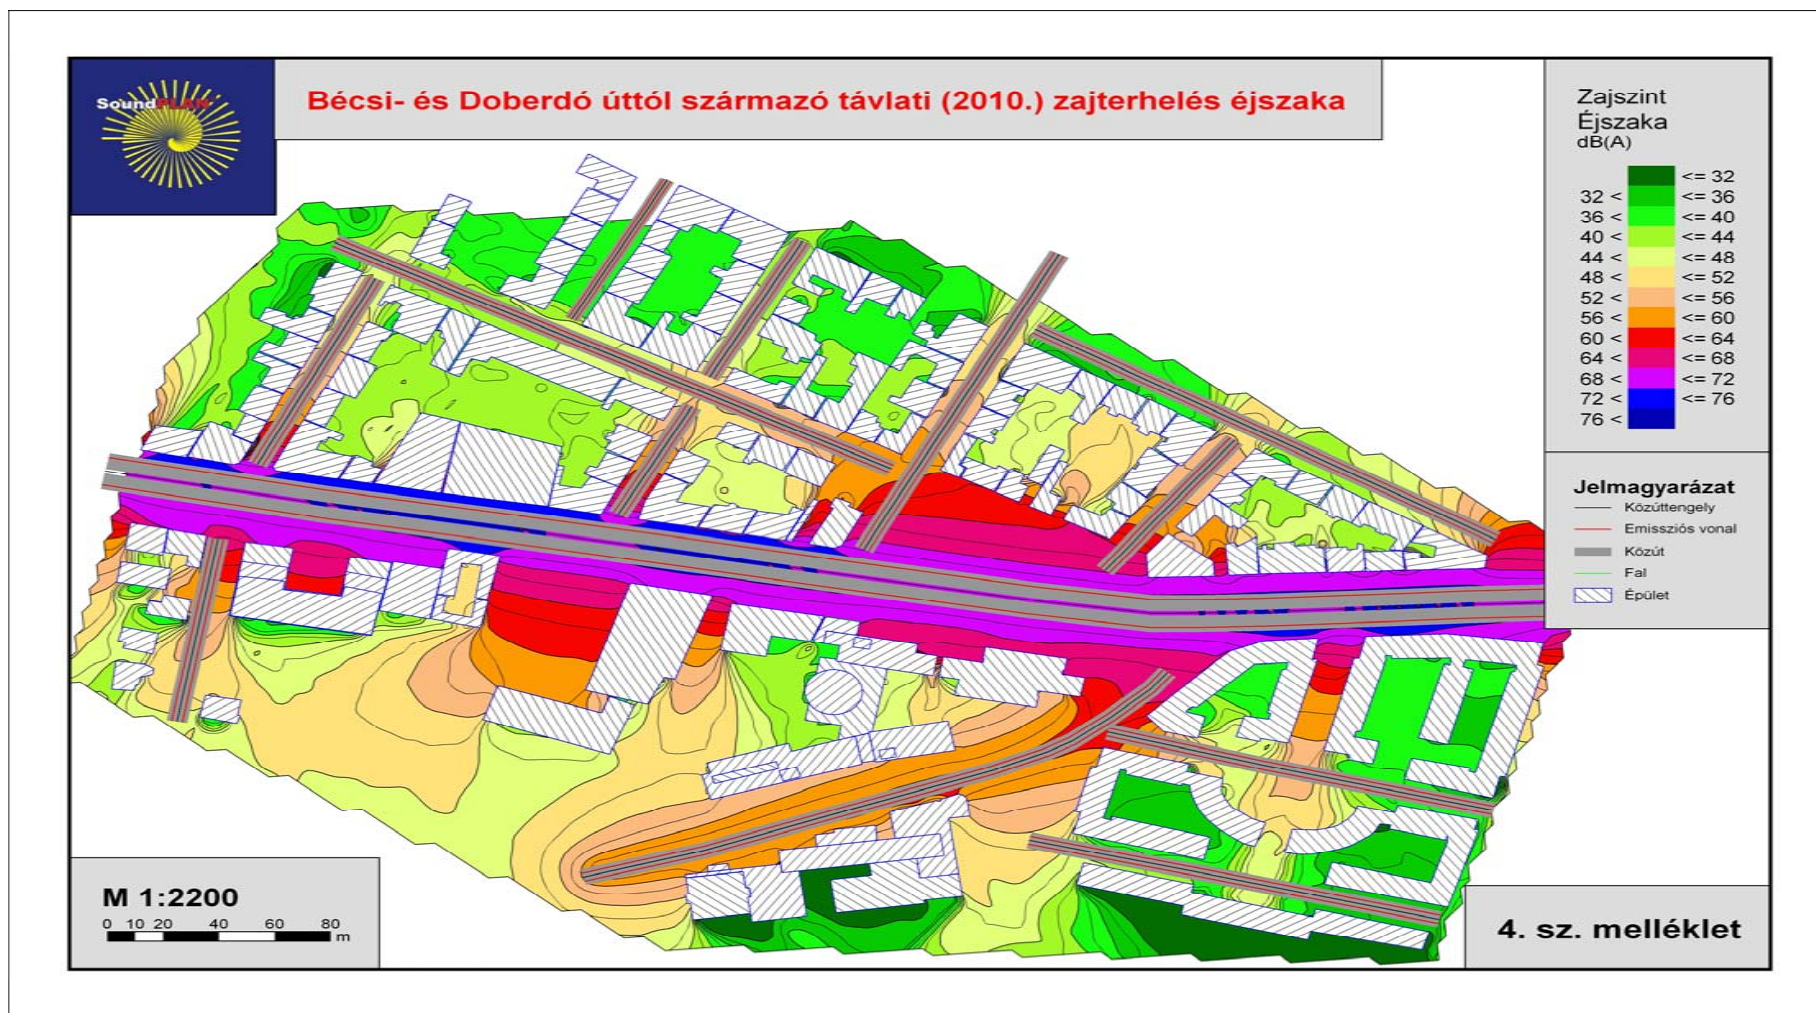 SoundPLAN
Bécsi- és Doberdó úttól származó távlati (2010.) zajterhelés éjszaka
Zajszint
Éjszaka
dB(A)
<= 32
32 < <= 36
36 < <= 40
40 < <= 44
44 < <= 48
48 < <= 52
52 < <= 56
56 < <= 60
60 < <= 64
64 < <= 68
68 < <= 72
72 < <= 76
76 <
Jelmagyarázat
Közúttengely
Emissziós vonal
Közút
Fal
Épület
M 1:2200
0 10 20 40 60 80
m
4. sz. melléklet